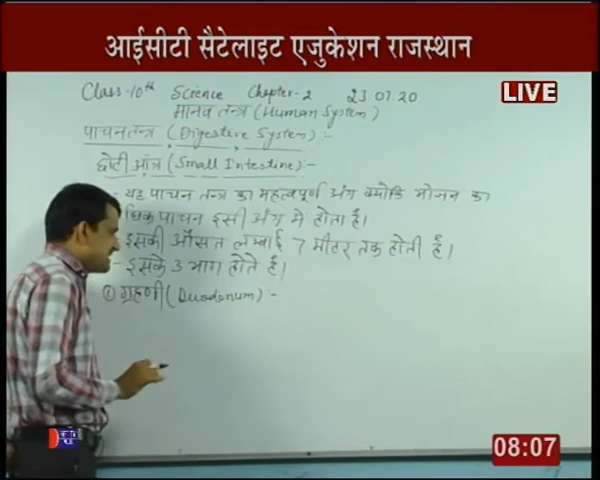 आईसीटी सैटेलाइट एजुकेशन राजस्थान
LIVE
Class-10th Science Chapter-2 23.07.20
मानव तन्त्र (Human System)
पाचनतन्त्र (Digestive System) :-
छोटी आँत्र (Small Intestine) :-
- यह पाचन तन्त्र का महत्वपूर्ण अंग क्योंकि भोजन का
धिक पाचन इसी अंग मे होता है।
इसकी औसत लम्बाई 7 मीटर तक होती है।
- इसके 3 भाग होते है।
① ग्रहणी (Duodenum) :-
08:07